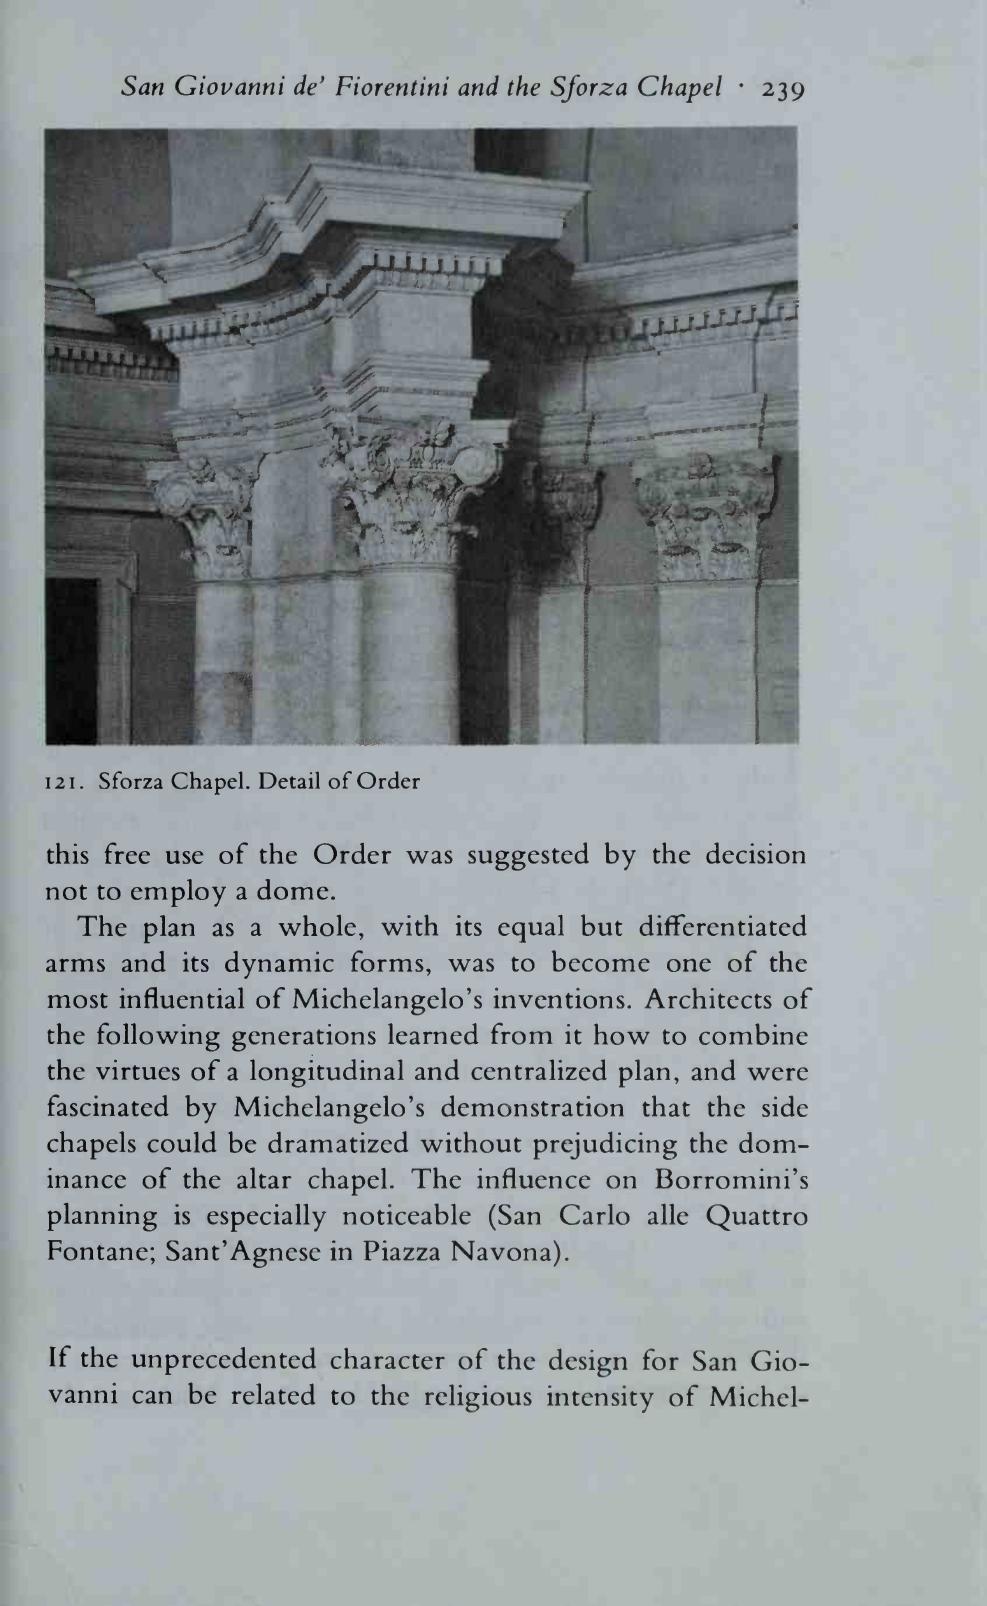 San Giovanni de' Fiorentini and the Sforza Chapel · 239
121. Sforza Chapel. Detail of Order
this free use of the Order was suggested by the decision
not to employ a dome.
The plan as a whole, with its equal but differentiated
arms and its dynamic forms, was to become one of the
most influential of Michelangelo's inventions. Architects of
the following generations learned from it how to combine
the virtues of a longitudinal and centralized plan, and were
fascinated by Michelangelo's demonstration that the side
chapels could be dramatized without prejudicing the dom-
inance of the altar chapel. The influence on Borromini's
planning is especially noticeable (San Carlo alle Quattro
Fontane; Sant'Agnese in Piazza Navona).
If the unprecedented character of the design for San Gio-
vanni can be related to the religious intensity of Michel-